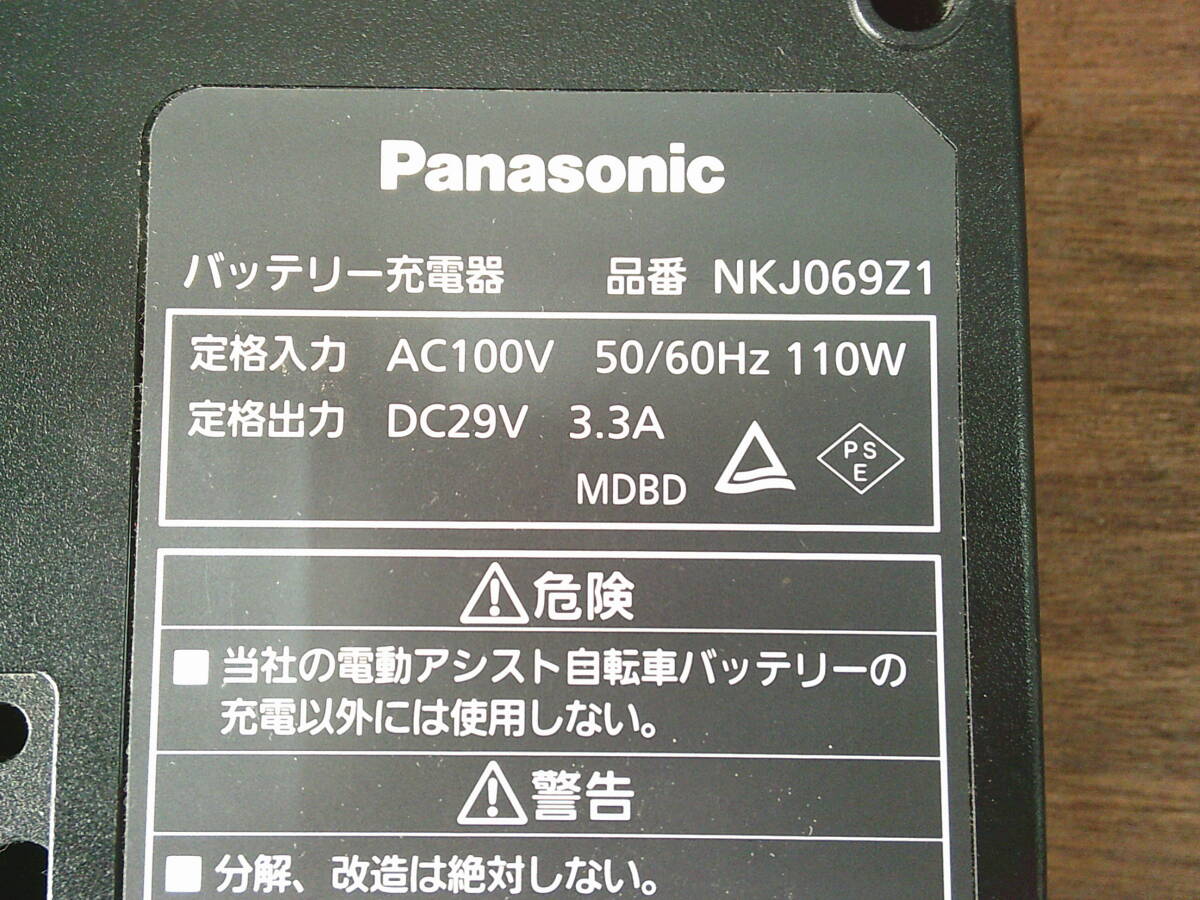 Panasonic
バッテリー充電器 品番 NKJ069Z1
定格入力 AC100V 50/60Hz 110W
定格出力 DC29V 3.3A
MDBD
PS
E
危険
■当社の電動アシスト自転車バッテリーの
充電以外には使用しない。
警告
■分解、改造は絶対しない。